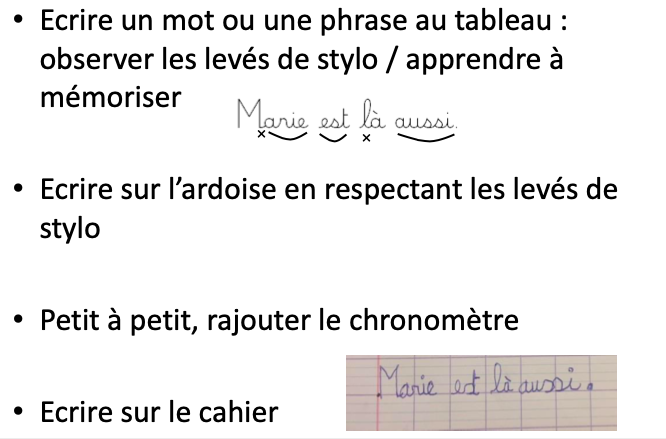 • Ecrire un mot ou une phrase au tableau :
observer les levés de stylo / apprendre à
mémoriser
Marie est là aussi.
• Ecrire sur l’ardoise en respectant les levés de
stylo
• Petit à petit, rajouter le chronomètre
Marie est là aussi.
• Ecrire sur le cahier